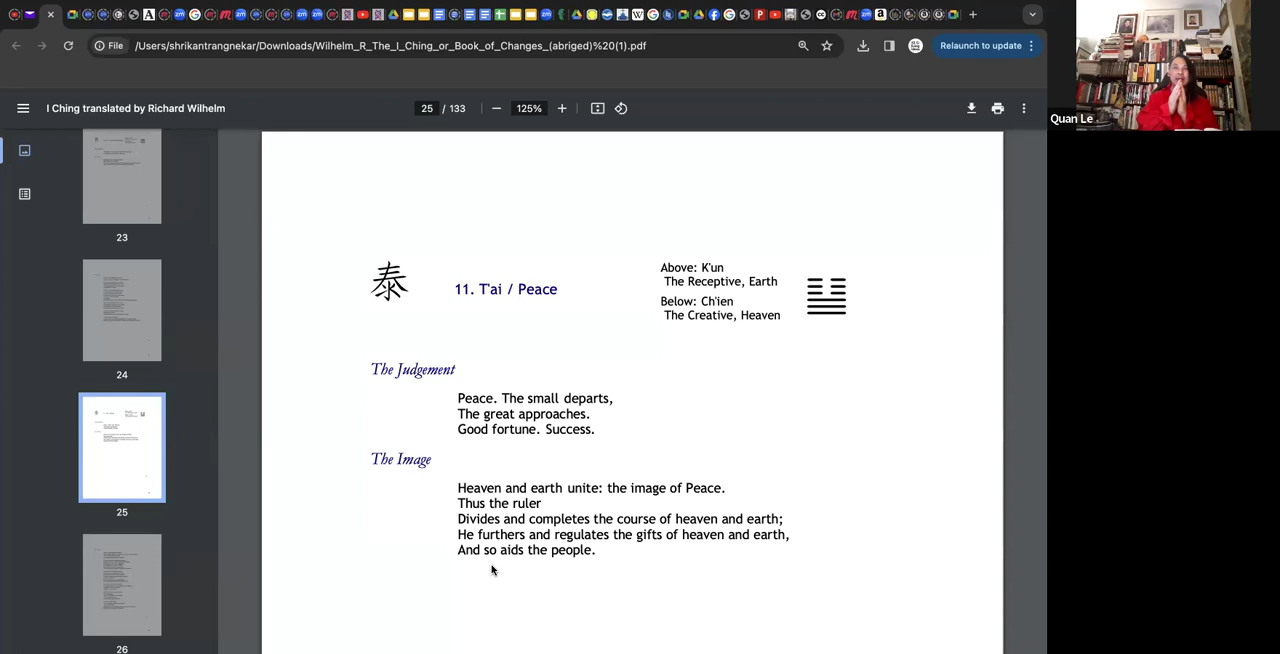 File
/Users/shrikantrangnekar/Downloads/Wilhelm_R_The_I_Ching_or_Book_of_Changes_(abriged)%20(1).pdf
Relaunch to update
I Ching translated by Richard Wilhelm
25 / 133
125%
Quan Le
23
24
25
26
泰
11. T'ai / Peace
Above: K'un
The Receptive, Earth
Below: Ch'ien
The Creative, Heaven
The Judgement
Peace. The small departs,
The great approaches.
Good fortune. Success.
The Image
Heaven and earth unite: the image of Peace.
Thus the ruler
Divides and completes the course of heaven and earth;
He furthers and regulates the gifts of heaven and earth,
And so aids the people.